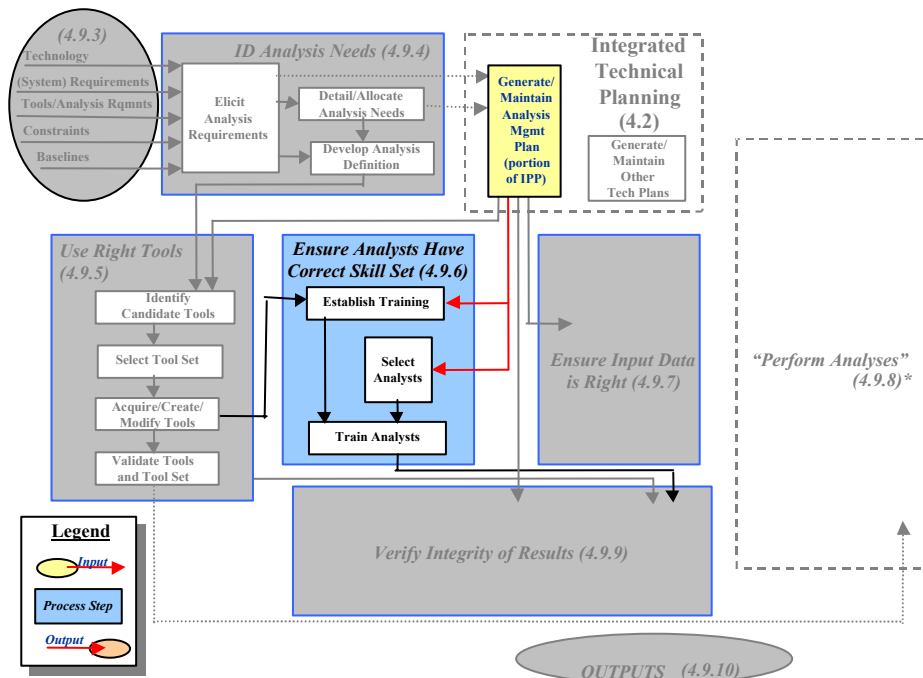 (4.9.3)
Technology
(System) Requirements
Tools/Analysis Rqmnts
Constraints
Baselines
ID Analysis Needs (4.9.4)
Elicit
Analysis
Requirements
Detail/Allocate
Analysis Needs
Develop Analysis
Definition
Generate/
Maintain
Analysis
Mgmt
Plan
(portion
of IPP)
Integrated
Technical
Planning
(4.2)
Generate/
Maintain
Other
Tech Plans
Use Right Tools
(4.9.5)
Identify
Candidate Tools
Select Tool Set
Acquire/Create/
Modify Tools
Validate Tools
and Tool Set
Ensure Analysts Have
Correct Skill Set (4.9.6)
Establish Training
Select
Analysts
Train Analysts
Ensure Input Data
is Right (4.9.7)
“Perform Analyses”
(4.9.8)*
Verify Integrity of Results (4.9.9)
Legend
Input
Process Step
Output
OUTPUTS (4.9.10)